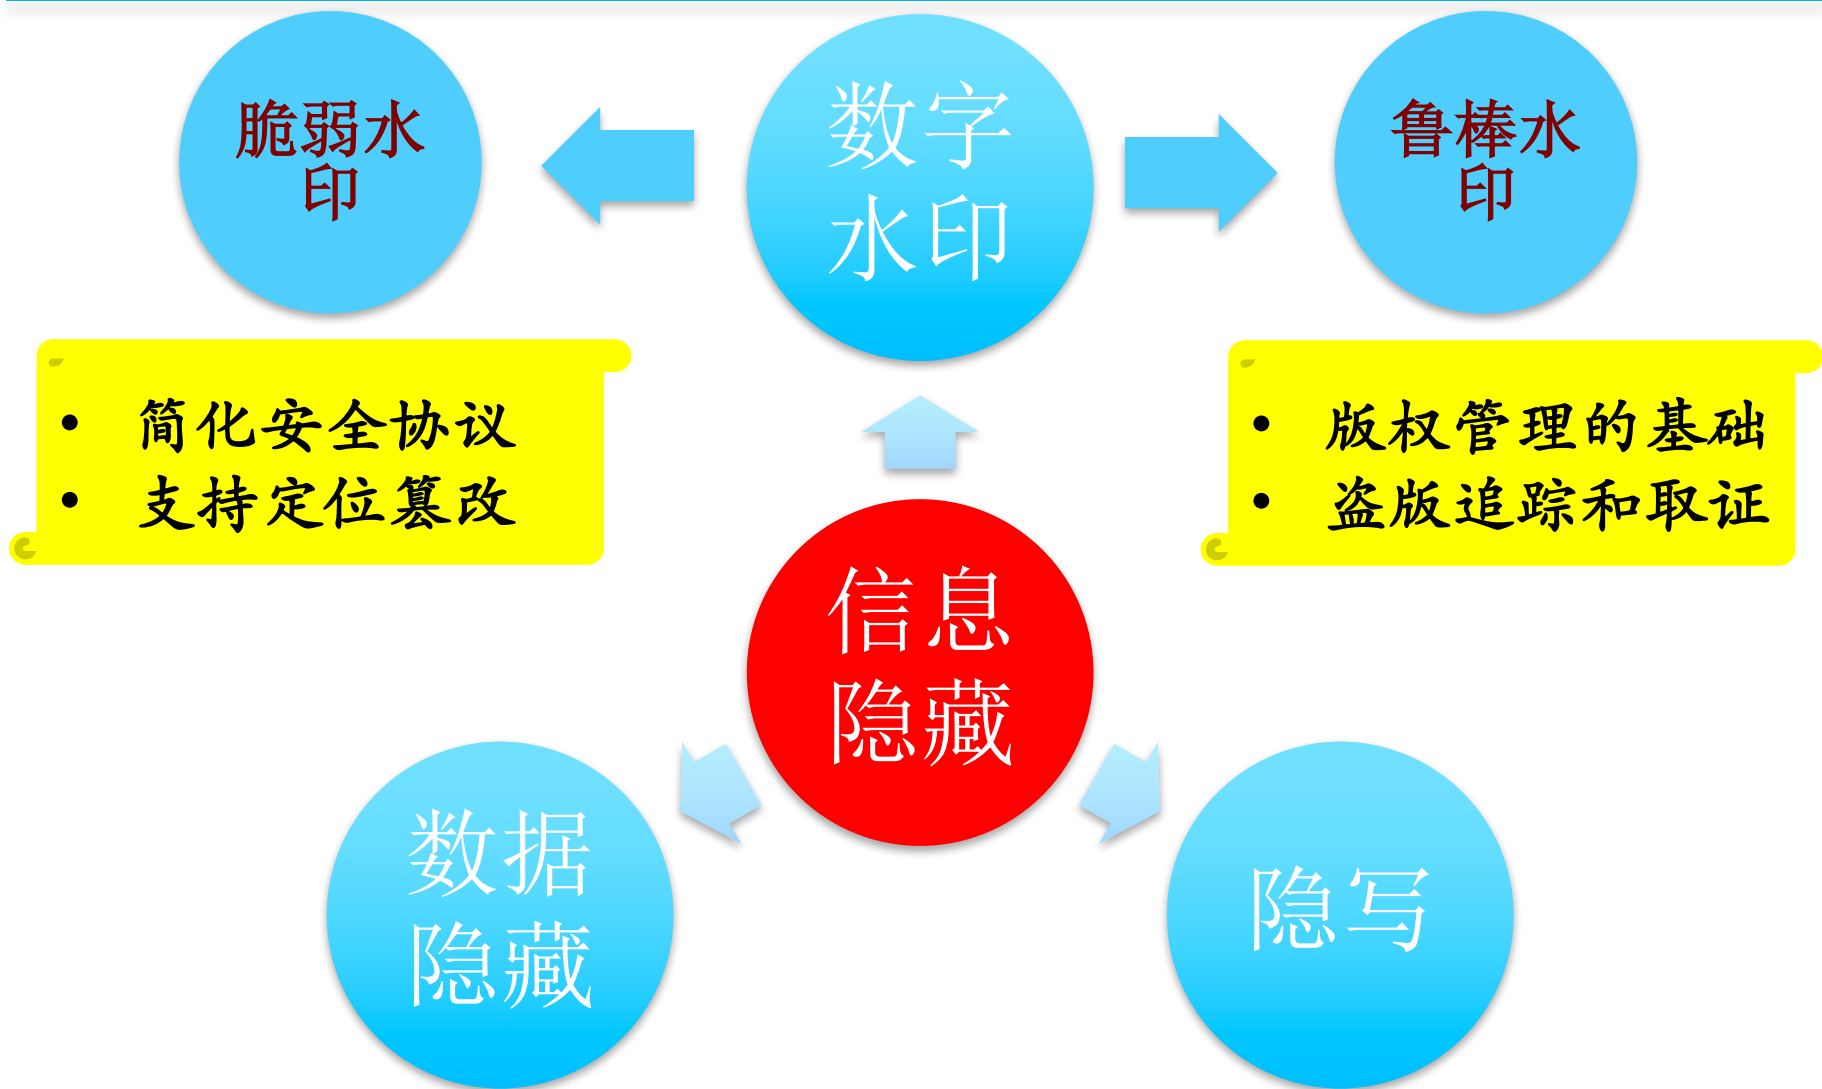 脆弱水
印
数字
水印
鲁棒水
印
• 简化安全协议
• 支持定位篡改
• 版权管理的基础
• 盗版追踪和取证
信息
隐藏
数据
隐藏
隐写